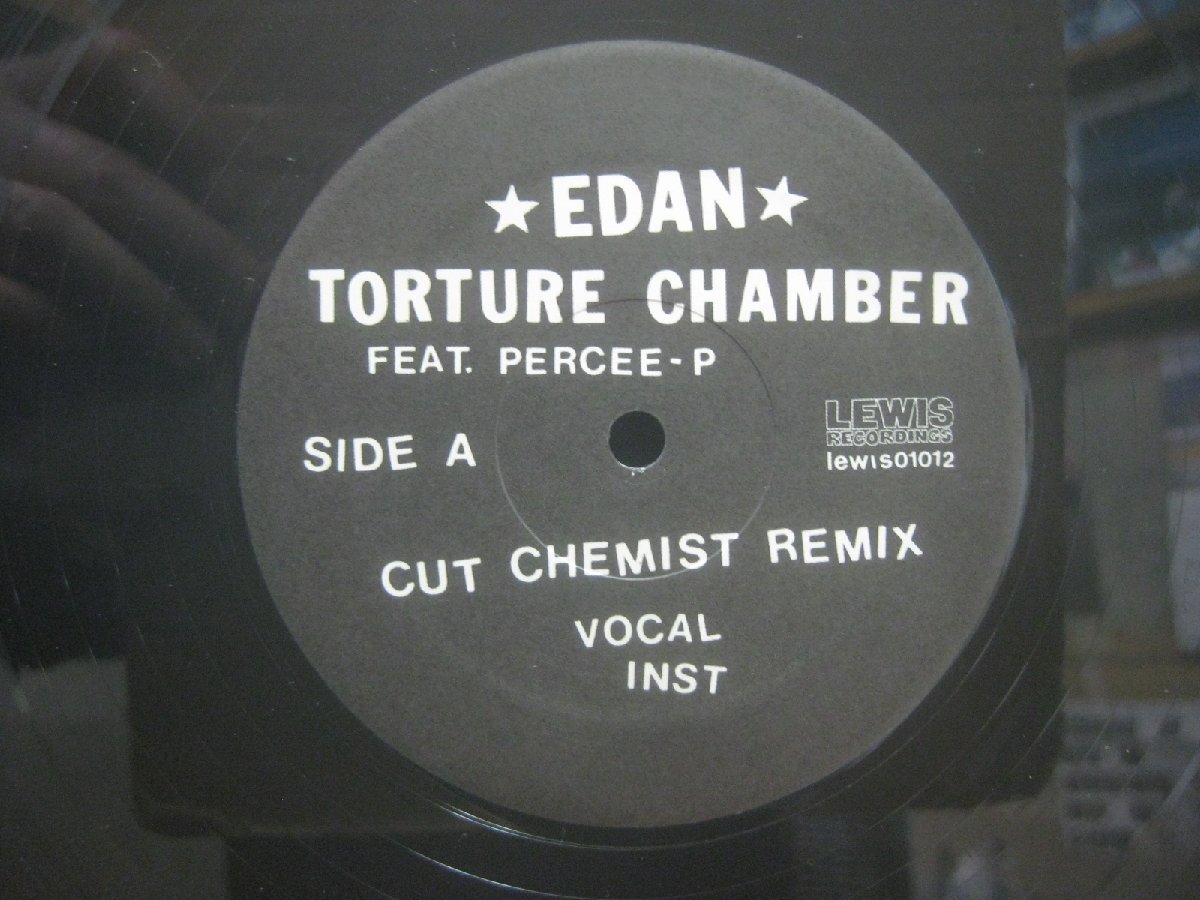 ★EDAN★
TORTURE CHAMBER
FEAT. PERCEE-P
SIDE A
LEWIS
RECORDINGS
lewis01012
CUT CHEMIST REMIX
VOCAL
INST